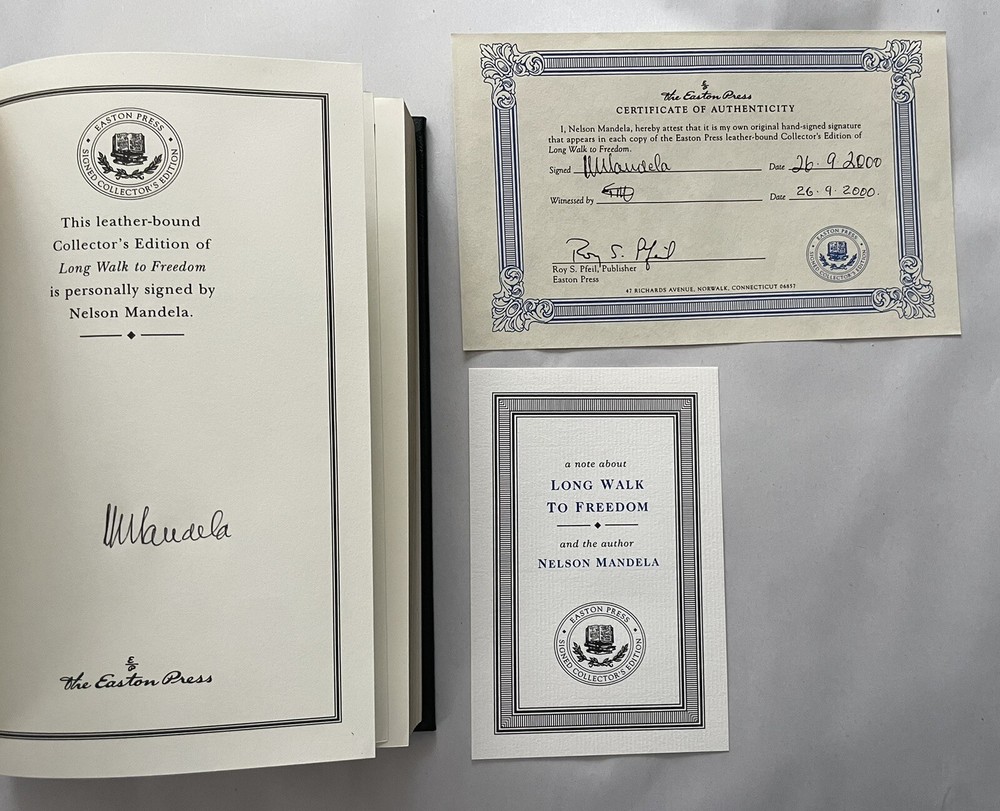 EASTON PRESS
SIGNED COLLECTOR'S EDITION
This leather-bound
Collector's Edition of
Long Walk to Freedom
is personally signed by
Nelson Mandela.
NMandela
The Easton Press
The Easton Press
CERTIFICATE OF AUTHENTICITY
I, Nelson Mandela, hereby attest that it is my own original hand-signed signature
that appears in each copy of the Easton Press leather-bound Collector's Edition of
Long Walk to Freedom.
Signed NMandela Date 26·9·2000
Witnessed by Date 26·9·2000.
Roy S. Pfeil
Roy S. Pfeil, Publisher
Easton Press
EASTON PRESS
SIGNED COLLECTOR'S EDITION
47 RICHARDS AVENUE, NORWALK, CONNECTICUT 06857
a note about
LONG WALK
TO FREEDOM
and the author
NELSON MANDELA
EASTON PRESS
SIGNED COLLECTOR'S EDITION